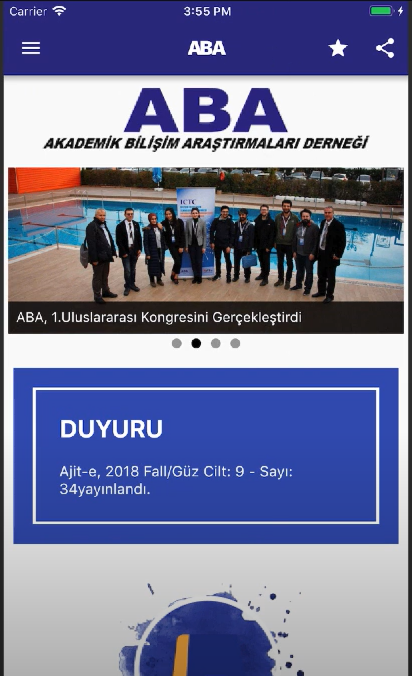 Carrier 3:55 PM
ABA
ABA
AKADEMİK BİLİŞİM ARAŞTIRMALARI DERNEĞİ
ICTC
ABA, 1.Uluslararası Kongresini Gerçekleştirdi
DUYURU
Ajit-e, 2018 Fall/Güz Cilt: 9 - Sayı:
34yayınlandı.